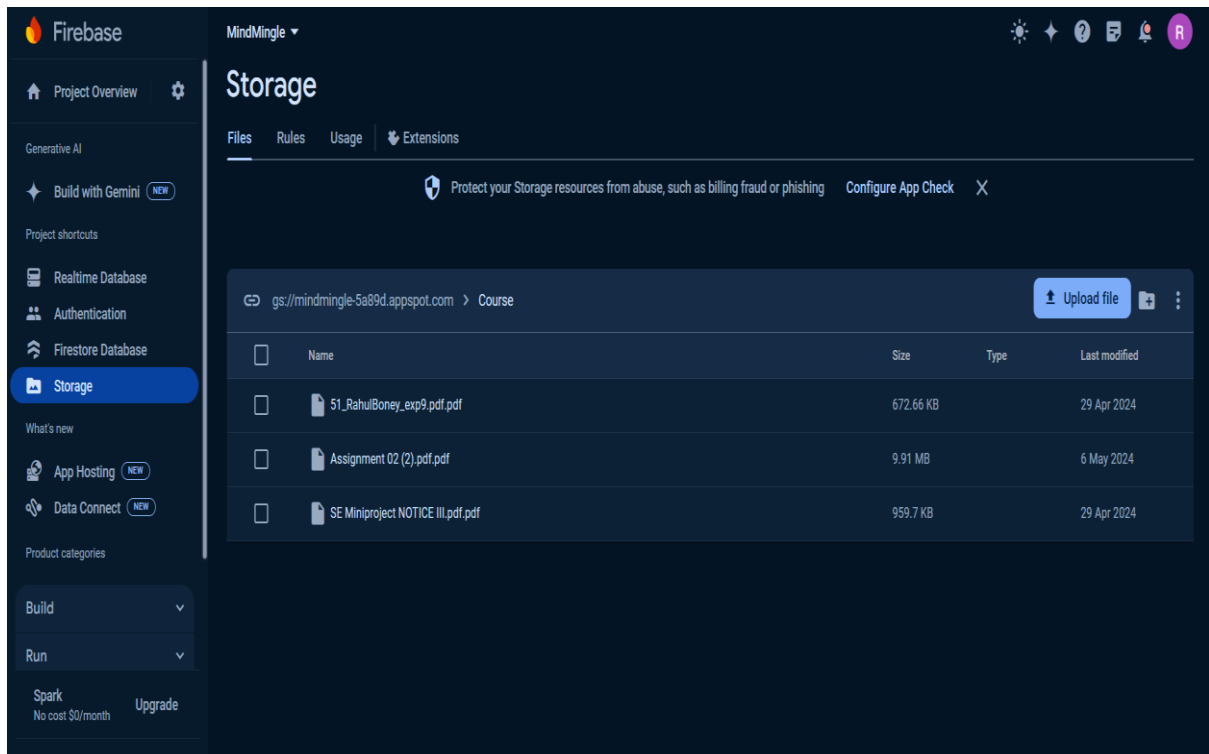 Firebase
MindMingle
R
Project Overview
Storage
Files Rules Usage Extensions
Generative AI
Build with Gemini NEW
Protect your Storage resources from abuse, such as billing fraud or phishing Configure App Check X
Project shortcuts
Realtime Database
Authentication
Firestore Database
Storage
What's new
App Hosting NEW
Data Connect NEW
Product categories
Build
Run
Spark
No cost $0/month
Upgrade
gs://mindmingle-5a89d.appspot.com > Course
Upload file
Name Size Type Last modified
51_RahulBoney_exp9.pdf.pdf 672.66 KB 29 Apr 2024
Assignment 02 (2).pdf.pdf 9.91 MB 6 May 2024
SE Miniproject NOTICE III.pdf.pdf 959.7 KB 29 Apr 2024